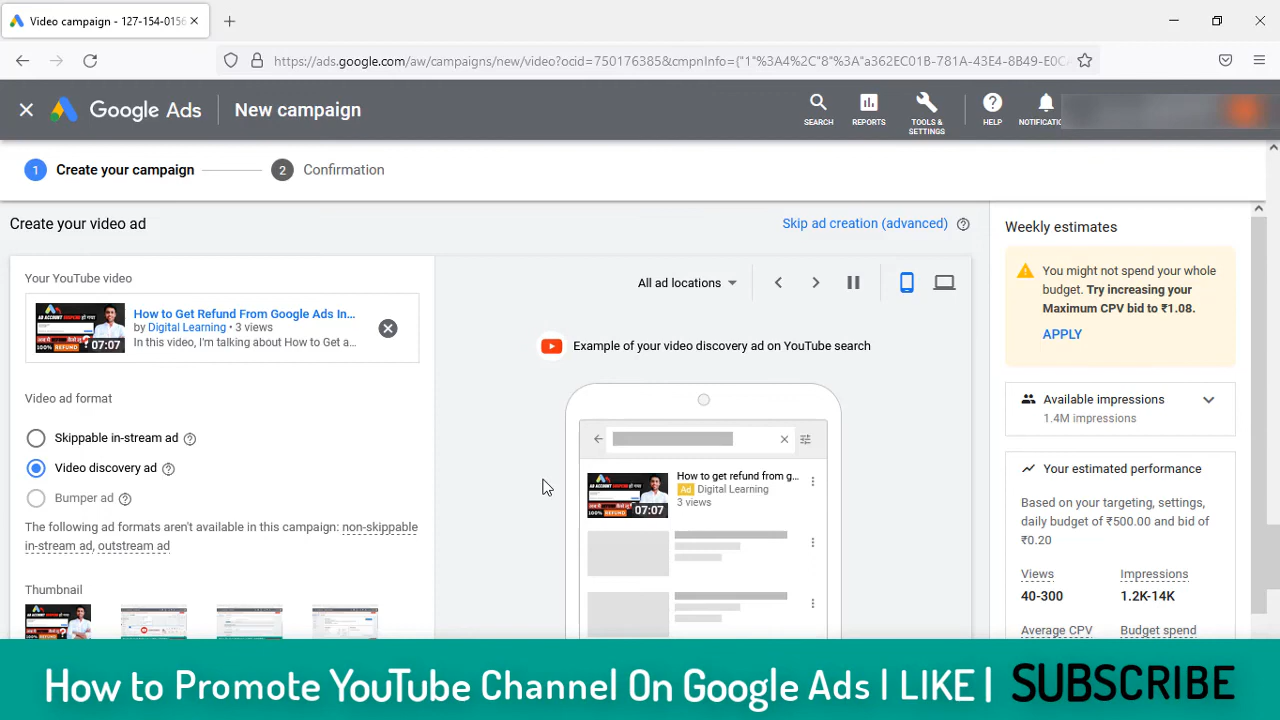 Video campaign - 127-154-0156
https://ads.google.com/aw/campaigns/new/video?ocid=750176385&cmpnInfo={"1"%3A4%2C"8"%3A"a362EC01B-781A-43E4-8B49-E0CA
Google Ads
New campaign
SEARCH
REPORTS
TOOLS & SETTINGS
HELP
NOTIFICATIO
1 Create your campaign
2 Confirmation
Create your video ad
Skip ad creation (advanced)
Your YouTube video
How to Get Refund From Google Ads In...
by Digital Learning • 3 views
In this video, I'm talking about How to Get a...
07:07
Video ad format
Skippable in-stream ad
Video discovery ad
Bumper ad
The following ad formats aren't available in this campaign: non-skippable
in-stream ad, outstream ad
Thumbnail
All ad locations
Example of your video discovery ad on YouTube search
How to get refund from g...
Ad Digital Learning
3 views
07:07
Weekly estimates
You might not spend your whole
budget. Try increasing your
Maximum CPV bid to ₹1.08.
APPLY
Available impressions
1.4M impressions
Your estimated performance
Based on your targeting, settings,
daily budget of ₹500.00 and bid of
₹0.20
Views
Impressions
40-300
1.2K-14K
Average CPV
Budget spend
How to Promote YouTube Channel On Google Ads | LIKE | SUBSCRIBE